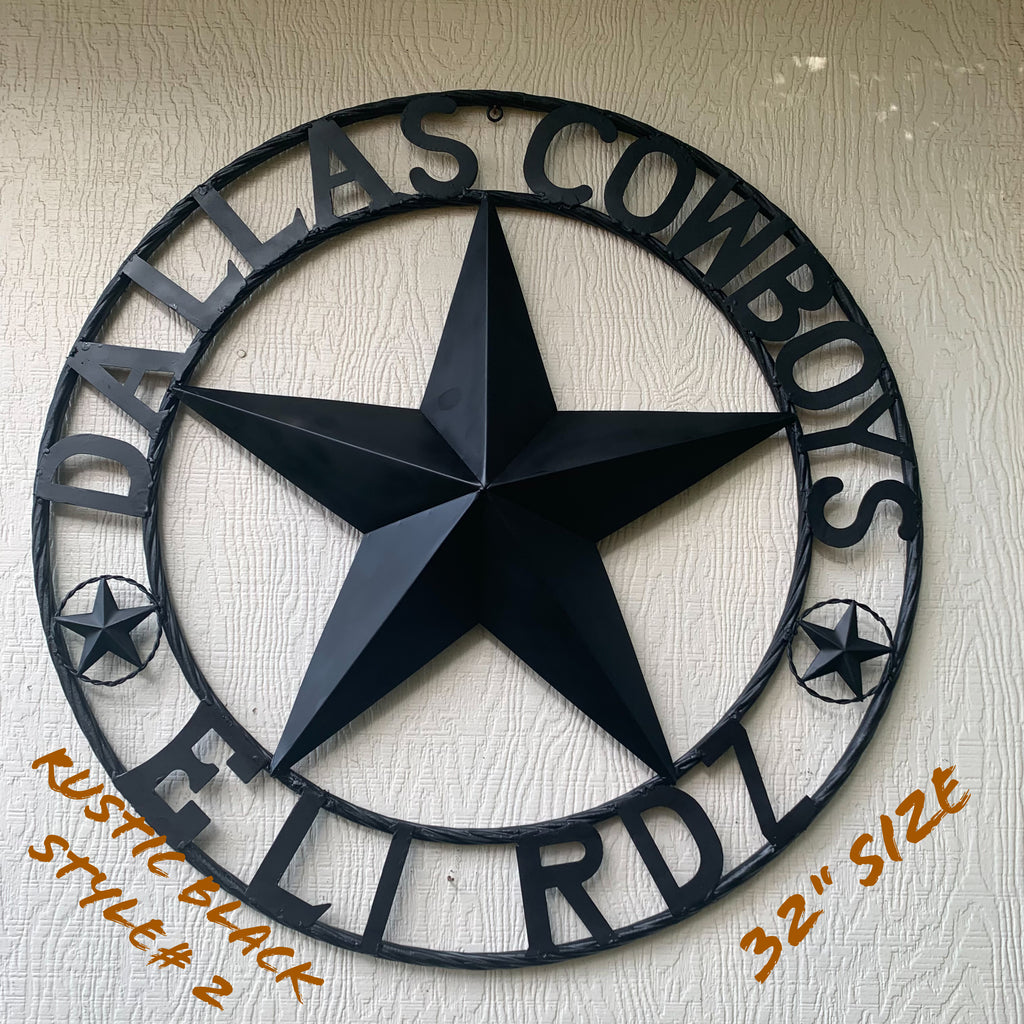 DALLAS COWBOYS
ELI RDZ
RUSTIC BLACK
STYLE# 2
32" SIZE